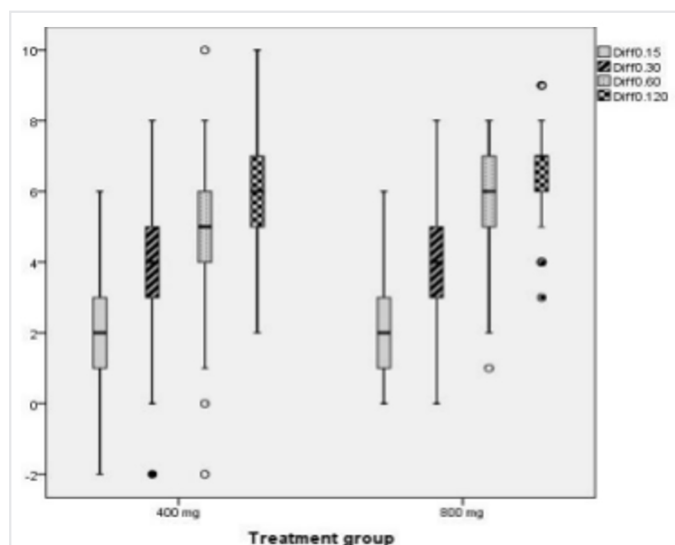 10
8
6
4
2
0
-2
Diff0.15
Diff0.30
Diff0.60
Diff0.120
400 mg
800 mg
Treatment group